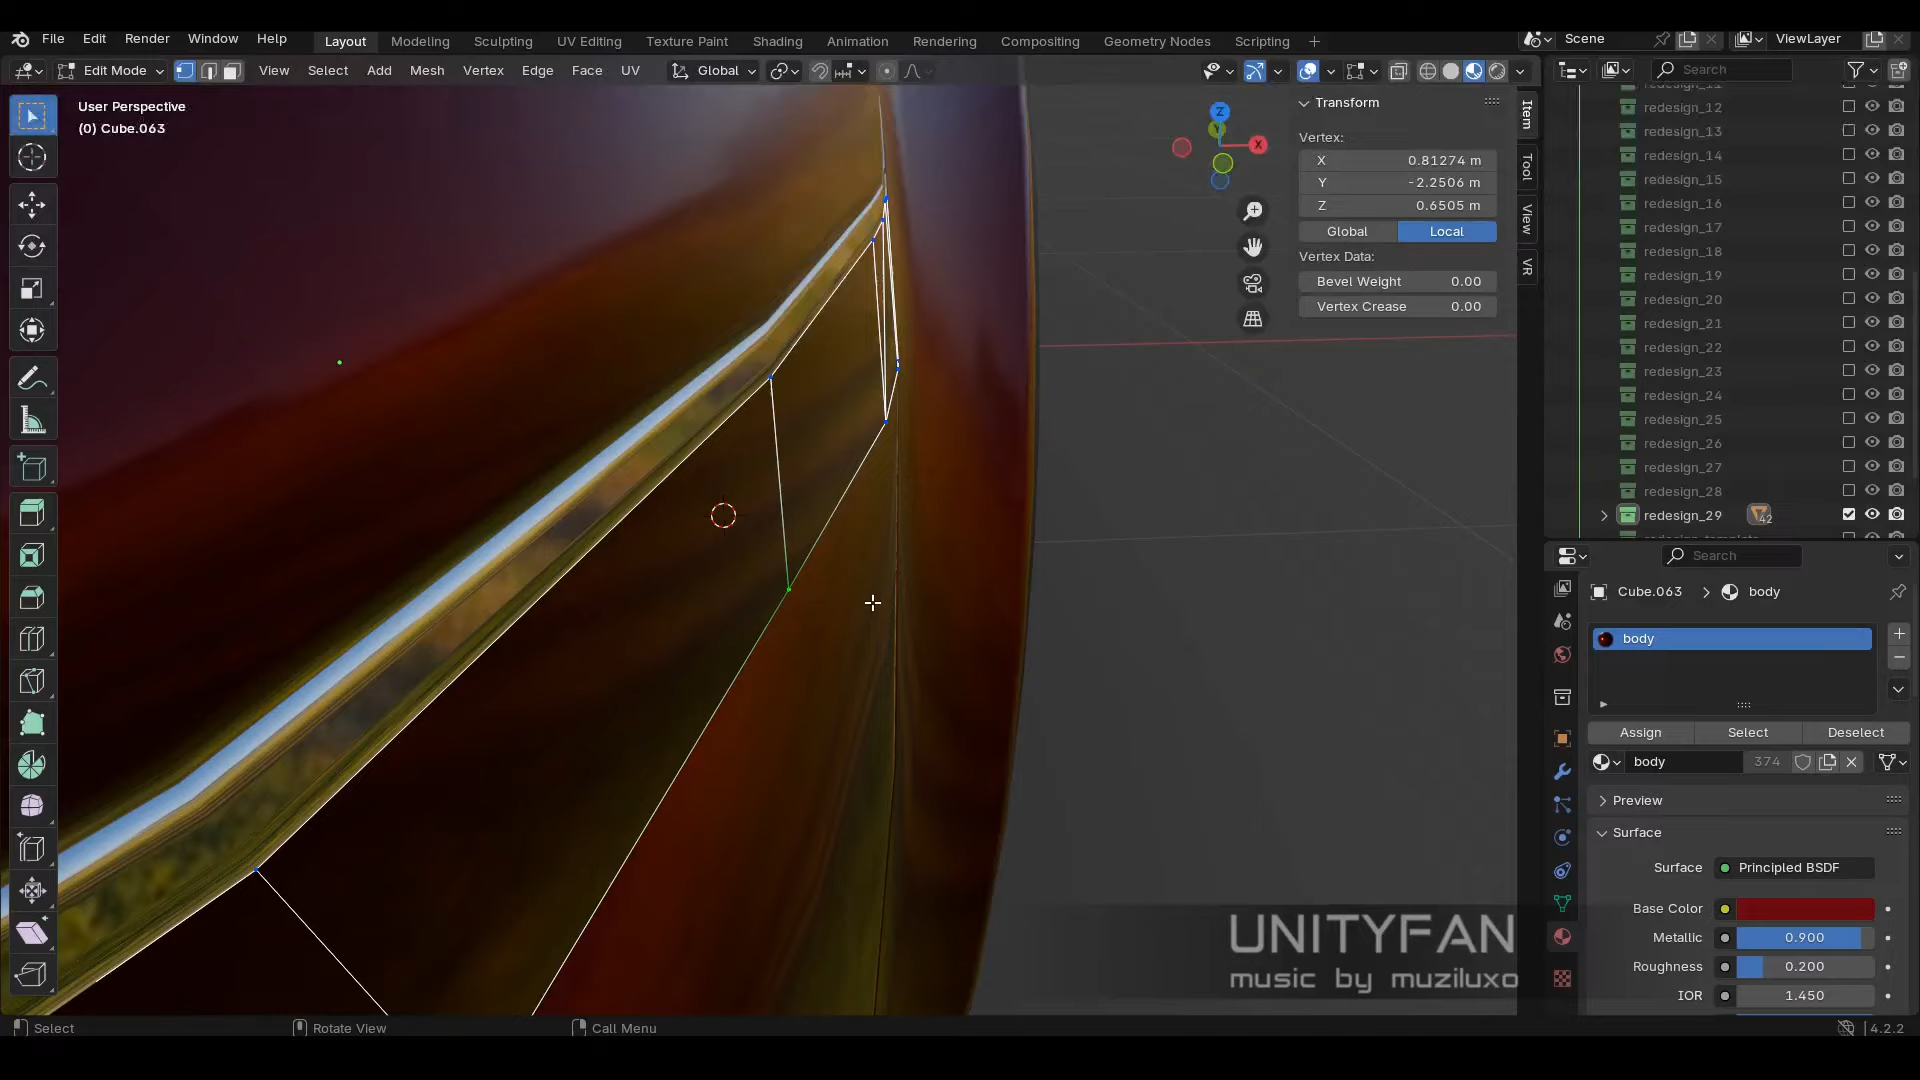 File Edit Render Window Help Layout Modeling Sculpting UV Editing Texture Paint Shading Animation Rendering Compositing Geometry Nodes Scripting + Scene ViewLayer
Edit Mode View Select Add Mesh Vertex Edge Face UV Global Search
User Perspective
(0) Cube.063
Transform
Vertex:
X 0.81274 m
Y -2.2506 m
Z 0.6505 m
Global Local
Vertex Data:
Bevel Weight 0.00
Vertex Crease 0.00
Item
Tool
View
VR
Z
Y
X
redesign_12
redesign_13
redesign_14
redesign_15
redesign_16
redesign_17
redesign_18
redesign_19
redesign_20
redesign_21
redesign_22
redesign_23
redesign_24
redesign_25
redesign_26
redesign_27
redesign_28
redesign_29 42
Search
Cube.063 > body
body
Assign Select Deselect
body 374
Preview
Surface
Surface Principled BSDF
Base Color
Metallic 0.900
Roughness 0.200
IOR 1.450
UNITYFAN
music by muziluxo
Select Rotate View Call Menu 4.2.2